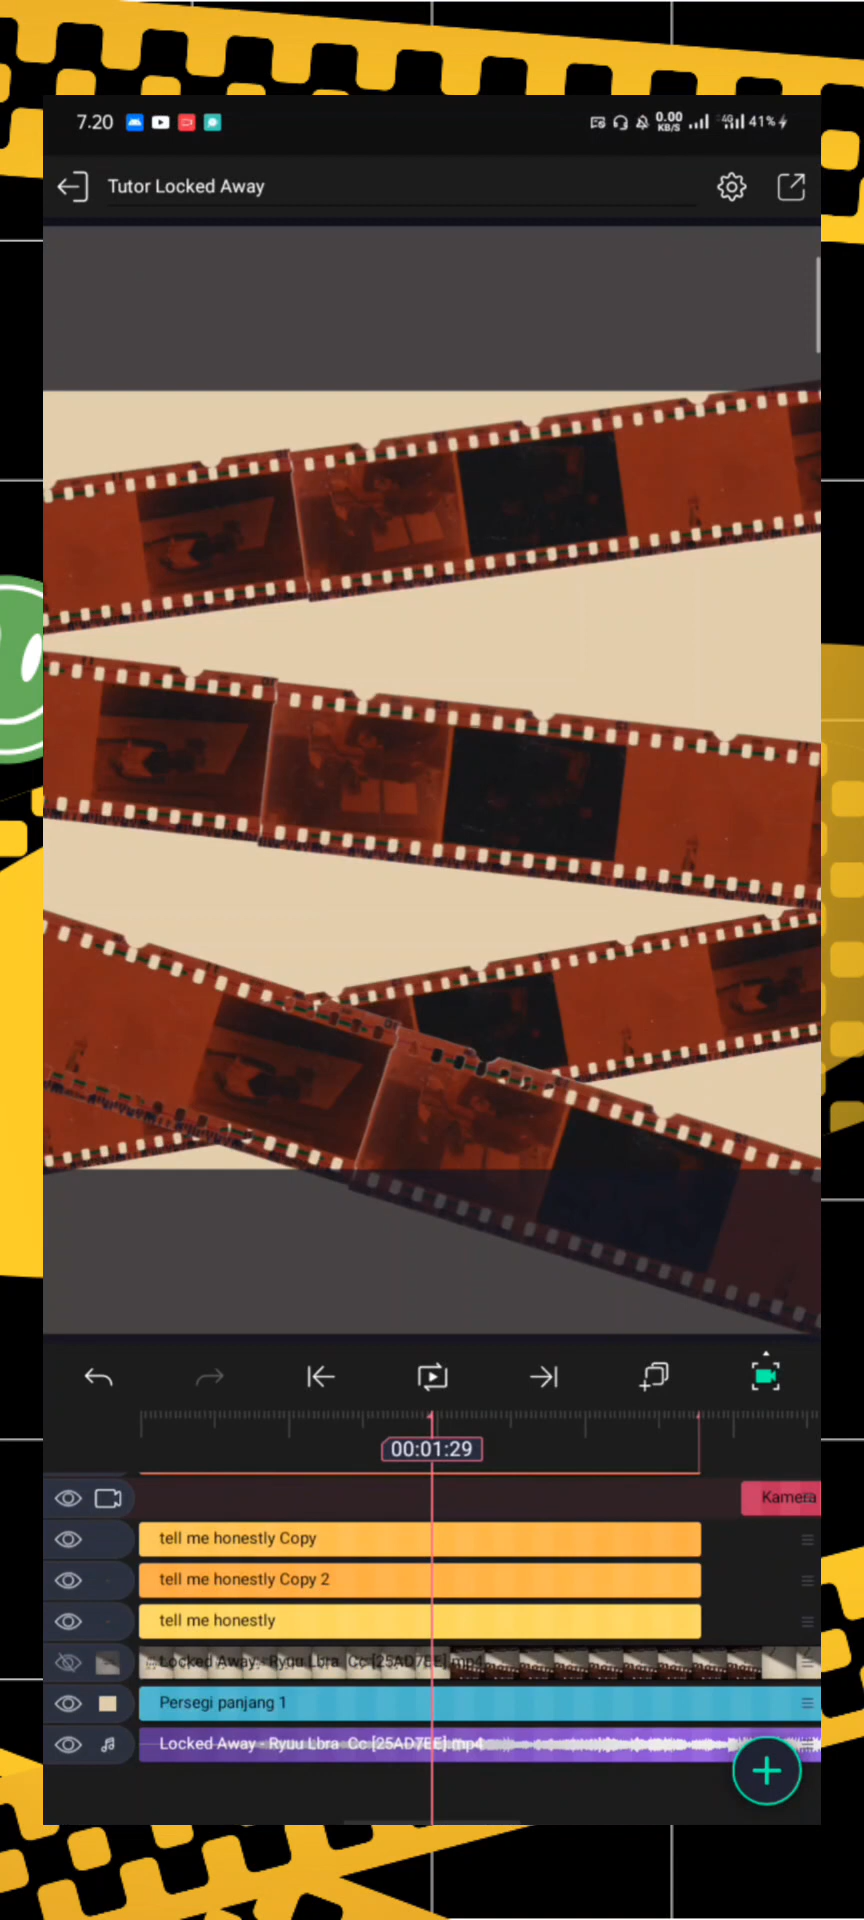 7.20
0.00
KB/S
4G
41%
Tutor Locked Away
00:01:29
Kamera
tell me honestly Copy
tell me honestly Copy 2
tell me honestly
Locked Away - Ryuu Lbra Cc [25AD7EE].mp4
Persegi panjang 1
Locked Away - Ryuu Lbra Cc [25AD7EE].mp4